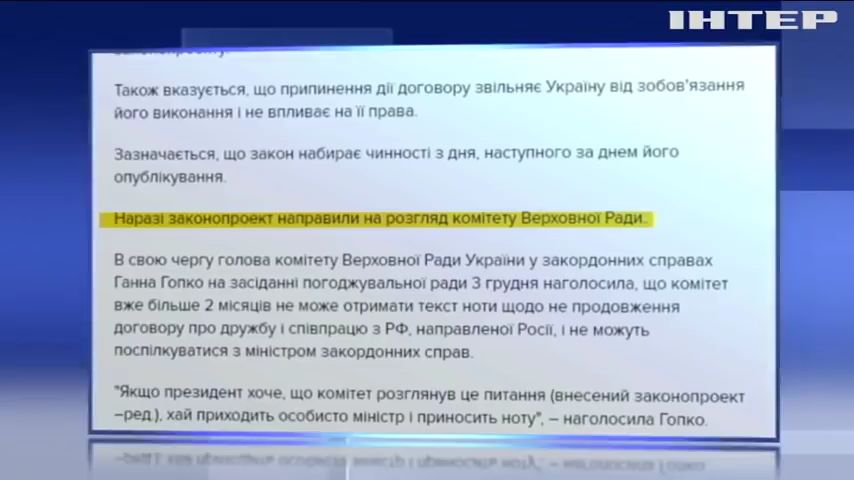 ІНТЕР
законопроекту.
Також вказується, що припинення дії договору звільняє Україну від зобов'язання
його виконання і не впливає на її права.
Зазначається, що закон набирає чинності з дня, наступного за днем його
опублікування.
Наразі законопроект направили на розгляд комітету Верховної Ради.
В свою чергу голова комітету Верховної Ради України у закордонних справах
Ганна Гопко на засіданні погоджувальної ради 3 грудня наголосила, що комітет
вже більше 2 місяців не може отримати текст ноти щодо не продовження
договору про дружбу і співпрацю з РФ, направленої Росії, і не можуть
поспілкуватися з міністром закордонних справ.
"Якщо президент хоче, що комітет розглянув це питання (внесений законопроект
–ред.), хай приходить особисто міністр і приносить ноту", – наголосила Гопко.